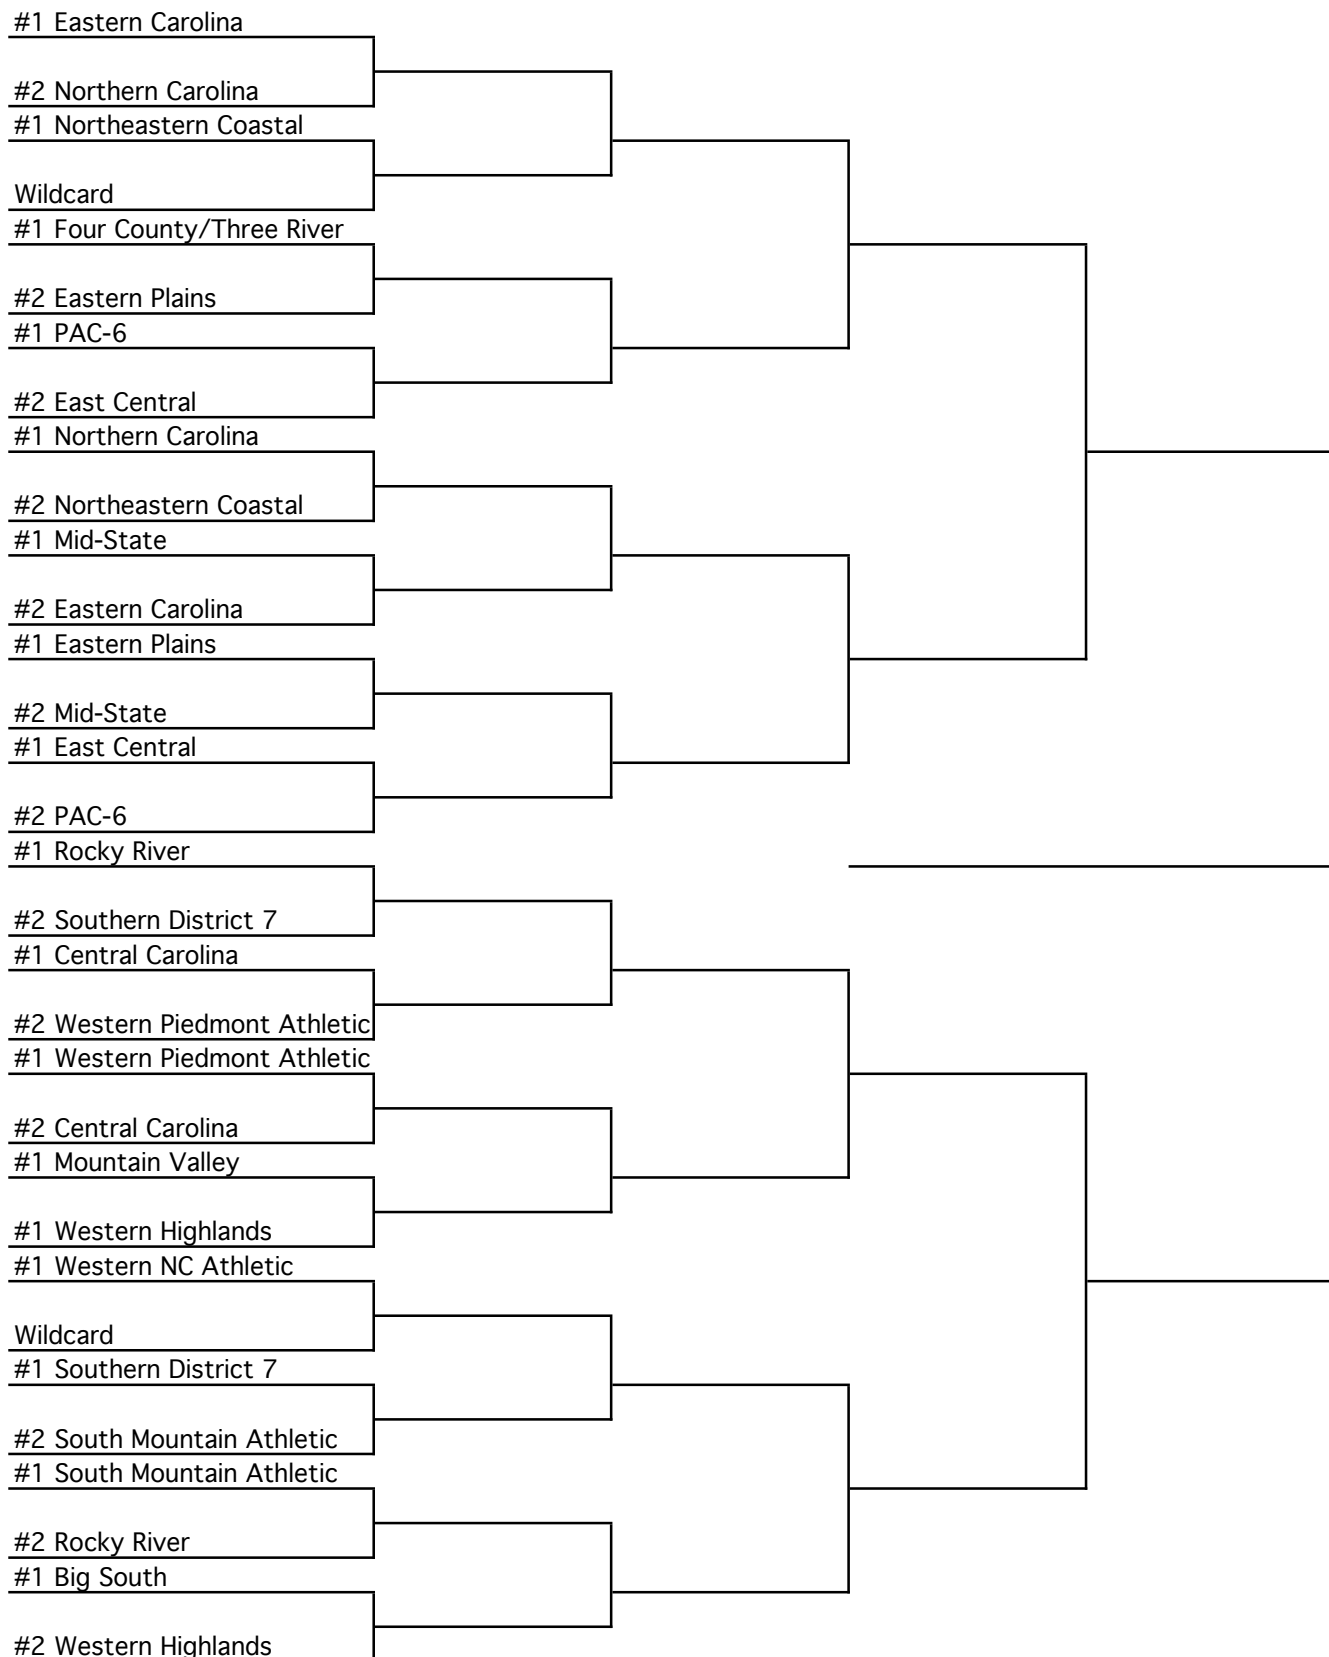 #1 Eastern Carolina
#2 Northern Carolina
#1 Northeastern Coastal
Wildcard
#1 Four County/Three River
#2 Eastern Plains
#1 PAC-6
#2 East Central
#1 Northern Carolina
#2 Northeastern Coastal
#1 Mid-State
#2 Eastern Carolina
#1 Eastern Plains
#2 Mid-State
#1 East Central
#2 PAC-6
#1 Rocky River
#2 Southern District 7
#1 Central Carolina
#2 Western Piedmont Athletic
#1 Western Piedmont Athletic
#2 Central Carolina
#1 Mountain Valley
#1 Western Highlands
#1 Western NC Athletic
Wildcard
#1 Southern District 7
#2 South Mountain Athletic
#1 South Mountain Athletic
#2 Rocky River
#1 Big South
#2 Western Highlands